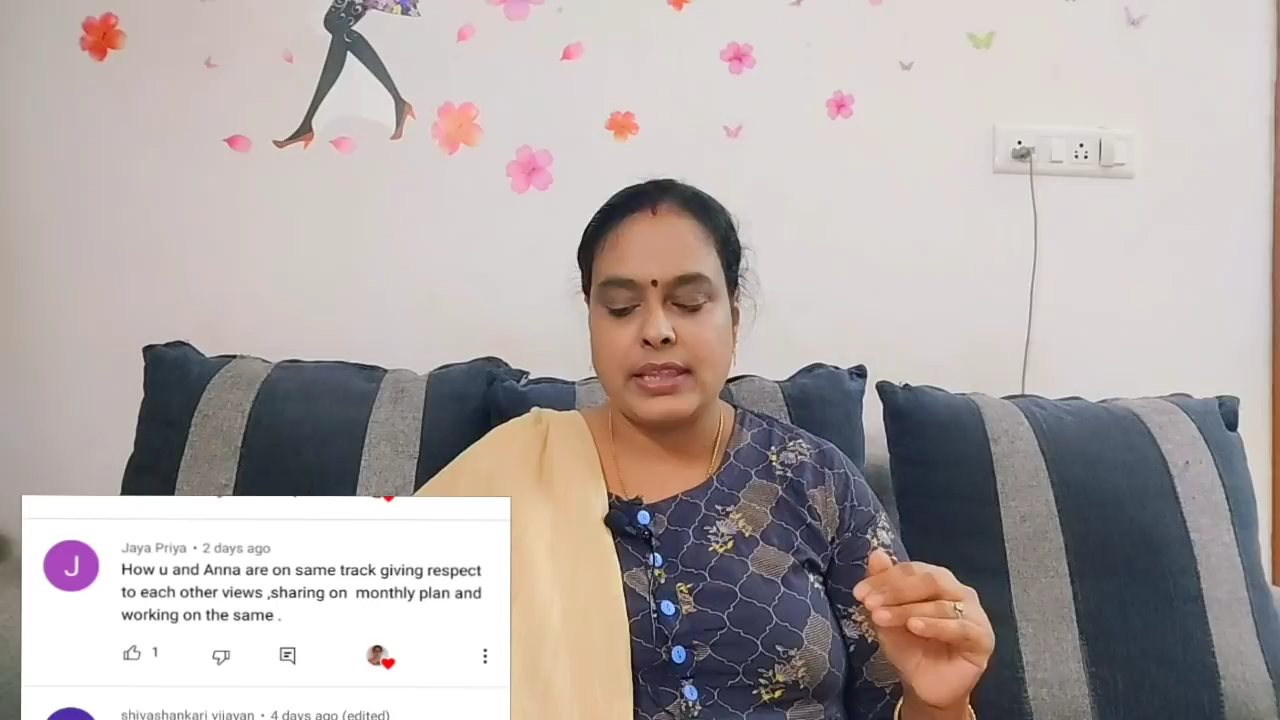 Jaya Priya • 2 days ago
J
How u and Anna are on same track giving respect
to each other views ,sharing on monthly plan and
working on the same .
1
shivashankari vijayan • 4 days ago (edited)